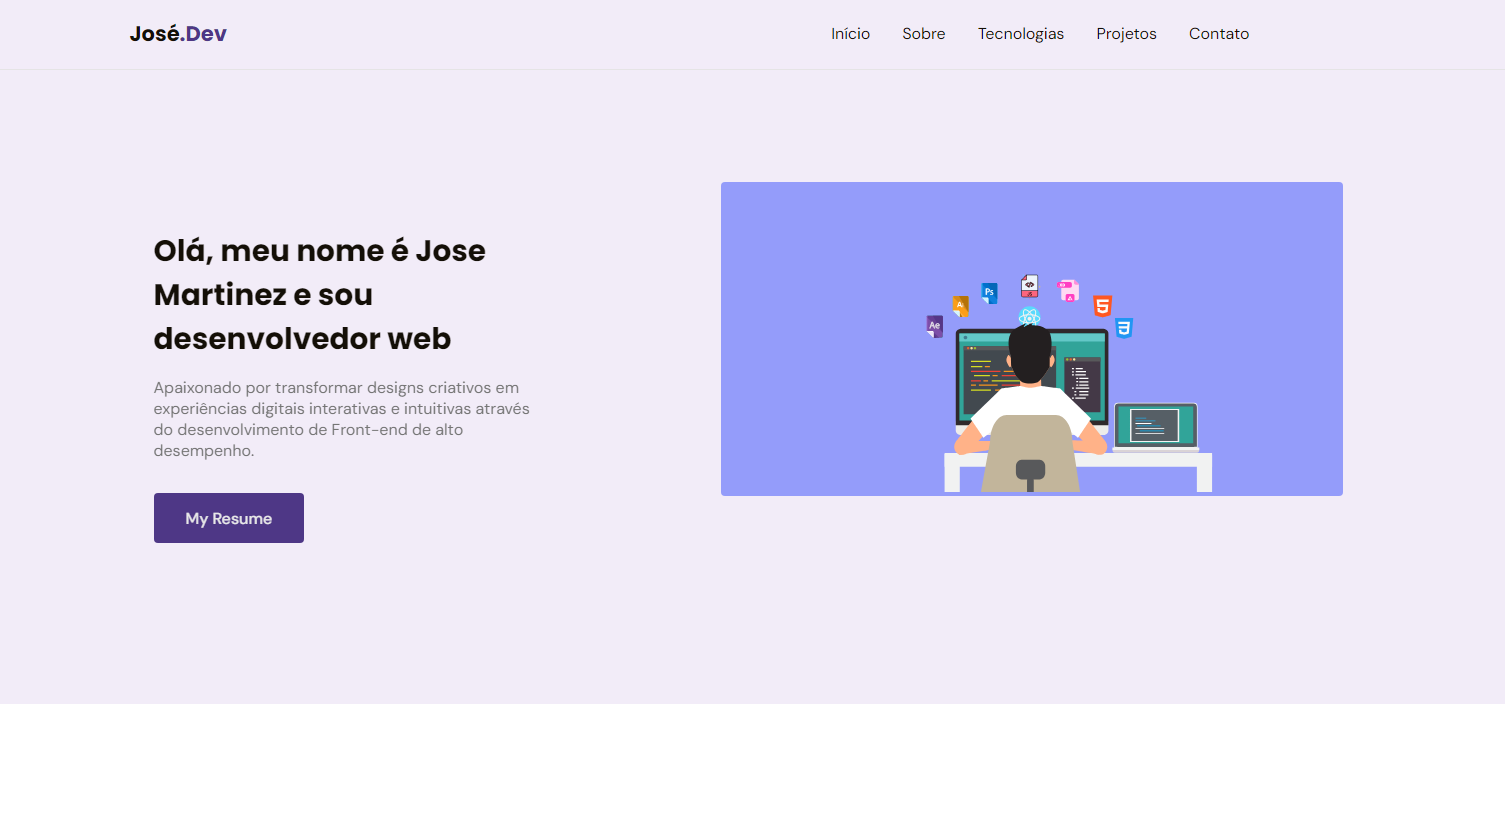 José.Dev
Início Sobre Tecnologias Projetos Contato
Olá, meu nome é Jose
Martinez e sou
desenvolvedor web
Apaixonado por transformar designs criativos em
experiências digitais interativas e intuitivas através
do desenvolvimento de Front-end de alto
desempenho.
My Resume
Ae
Ai
Ps